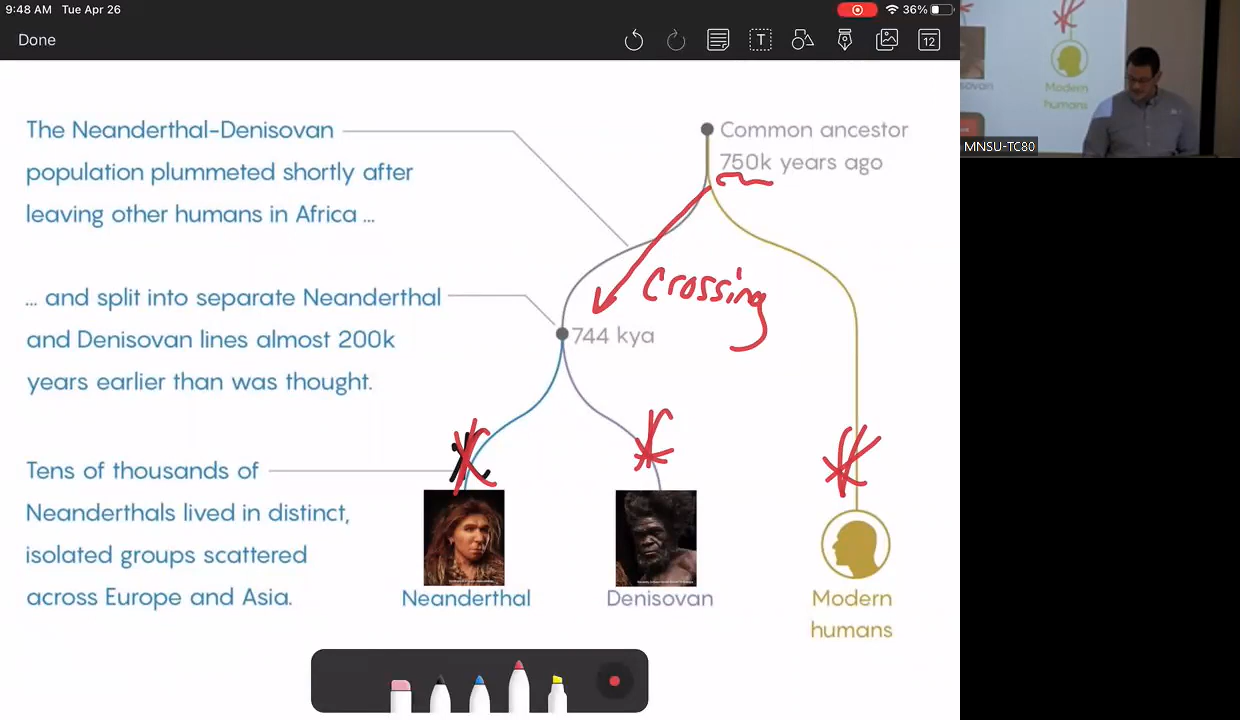 9:48 AM Tue Apr 26
36%
Done
T
12
The Neanderthal-Denisovan
population plummeted shortly after
leaving other humans in Africa ...
Common ancestor
750k years ago
crossing
... and split into separate Neanderthal
and Denisovan lines almost 200k
years earlier than was thought.
744 kya
Tens of thousands of
Neanderthals lived in distinct,
isolated groups scattered
across Europe and Asia.
Neanderthal
Denisovan
Modern
humans
Modern
humans
MNSU-TC80